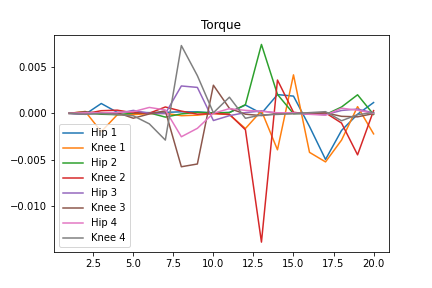 Torque
0.005
0.000
−0.005
−0.010
Hip 1
Knee 1
Hip 2
Knee 2
Hip 3
Knee 3
Hip 4
Knee 4
2.5 5.0 7.5 10.0 12.5 15.0 17.5 20.0